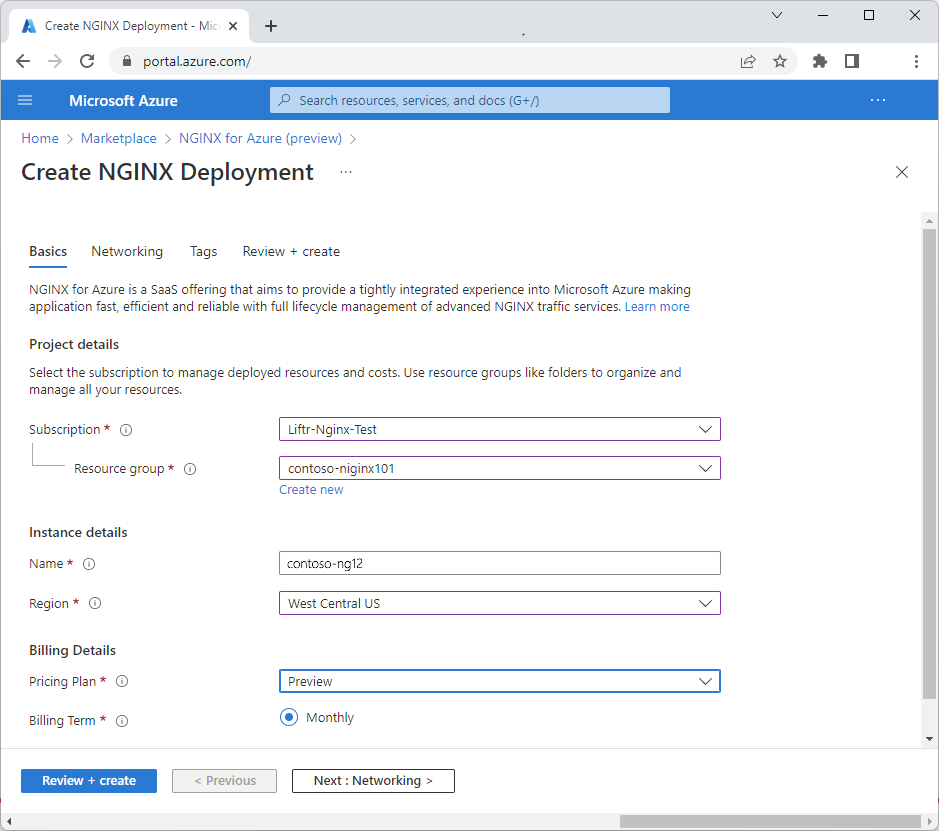 Create NGINX Deployment - Mic
portal.azure.com/
Microsoft Azure
Search resources, services, and docs (G+/)
Home > Marketplace > NGINX for Azure (preview) >
Create NGINX Deployment ...
Basics Networking Tags Review + create
NGINX for Azure is a SaaS offering that aims to provide a tightly integrated experience into Microsoft Azure making
application fast, efficient and reliable with full lifecycle management of advanced NGINX traffic services. Learn more
Project details
Select the subscription to manage deployed resources and costs. Use resource groups like folders to organize and
manage all your resources.
Subscription * Liftr-Nginx-Test
Resource group * contoso-niginx101
Create new
Instance details
Name * contoso-ng12
Region * West Central US
Billing Details
Pricing Plan * Preview
Billing Term * Monthly
Review + create < Previous Next : Networking >